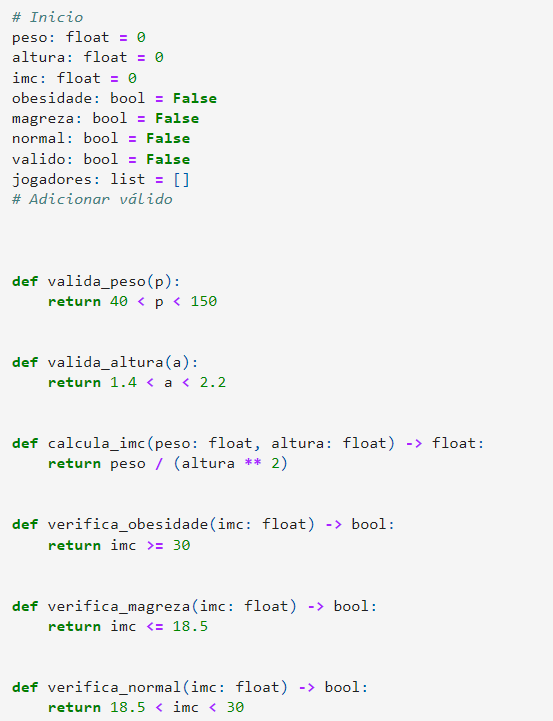 # Inicio
peso: float = 0
altura: float = 0
imc: float = 0
obesidade: bool = False
magreza: bool = False
normal: bool = False
valido: bool = False
jogadores: list = []
# Adicionar válido
def valida_peso(p):
    return 40 < p < 150
def valida_altura(a):
    return 1.4 < a < 2.2
def calcula_imc(peso: float, altura: float) -> float:
    return peso / (altura ** 2)
def verifica_obesidade(imc: float) -> bool:
    return imc >= 30
def verifica_magreza(imc: float) -> bool:
    return imc <= 18.5
def verifica_normal(imc: float) -> bool:
    return 18.5 < imc < 30